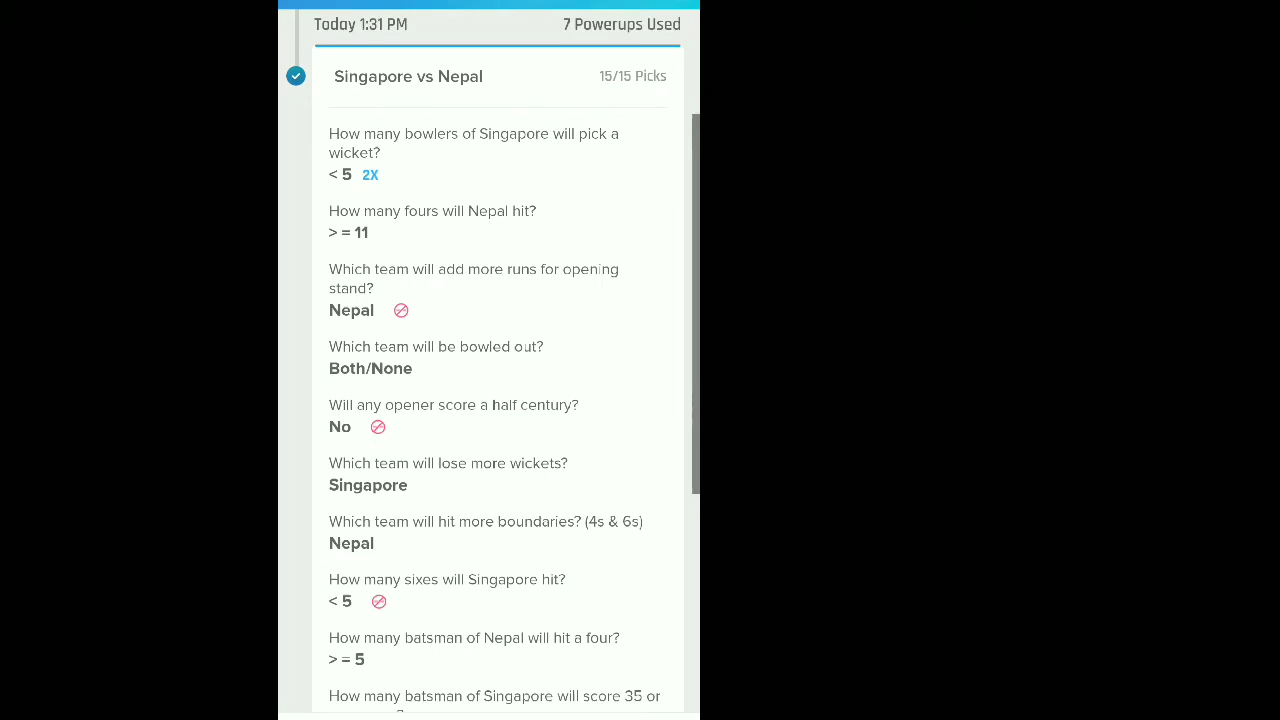 Today 1:31 PM 7 Powerups Used
Singapore vs Nepal 15/15 Picks
How many bowlers of Singapore will pick a
wicket?
< 5 2X
How many fours will Nepal hit?
> = 11
Which team will add more runs for opening
stand?
Nepal
Which team will be bowled out?
Both/None
Will any opener score a half century?
No
Which team will lose more wickets?
Singapore
Which team will hit more boundaries? (4s & 6s)
Nepal
How many sixes will Singapore hit?
< 5
How many batsman of Nepal will hit a four?
> = 5
How many batsman of Singapore will score 35 or